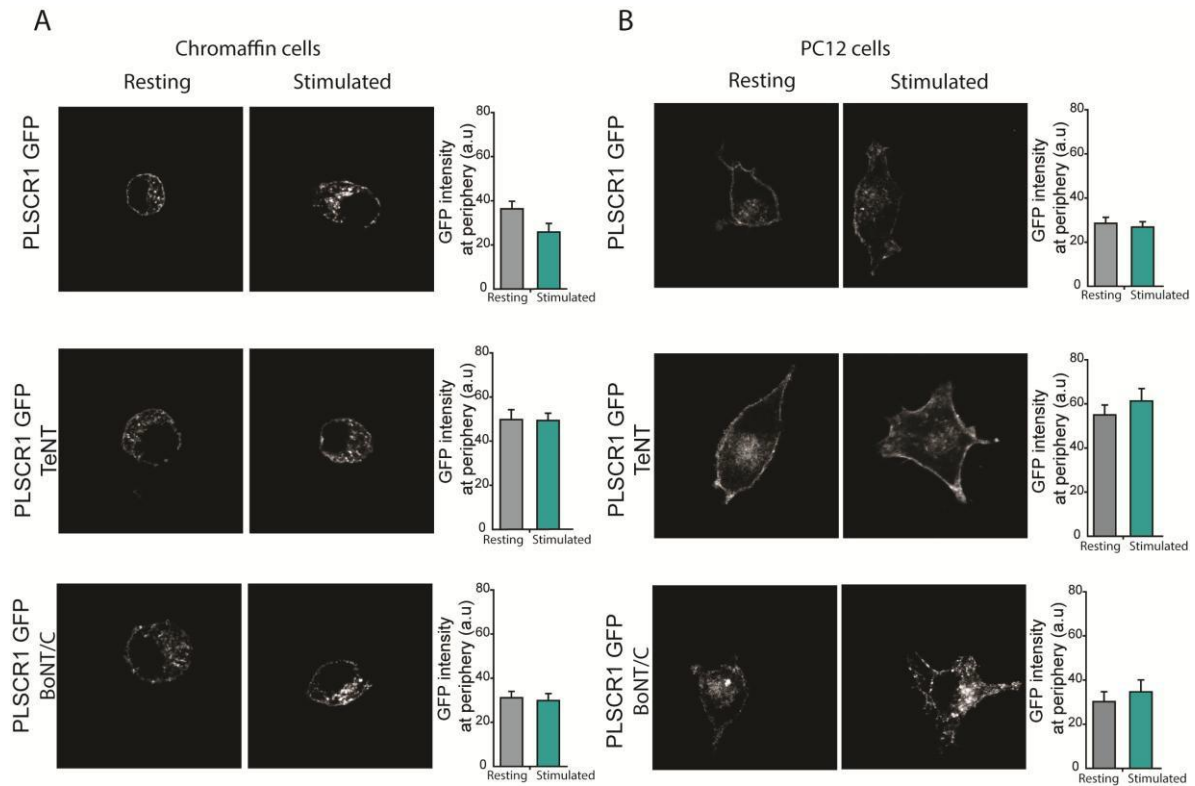 A
Chromaffin cells
Resting
Stimulated
B
PC12 cells
Resting
Stimulated
PLSCR1 GFP
GFP intensity
at periphery (a.u)
80
60
40
20
0
Resting
Stimulated
PLSCR1 GFP
GFP intensity
at periphery (a.u)
80
60
40
20
0
Resting
Stimulated
PLSCR1 GFP
TeNT
GFP intensity
at periphery (a.u)
80
60
40
20
0
Resting
Stimulated
PLSCR1 GFP
TeNT
GFP intensity
at periphery (a.u)
80
60
40
20
0
Resting
Stimulated
PLSCR1 GFP
BoNT/C
GFP intensity
at periphery (a.u)
80
60
40
20
0
Resting
Stimulated
PLSCR1 GFP
BoNT/C
GFP intensity
at periphery (a.u)
80
60
40
20
0
Resting
Stimulated